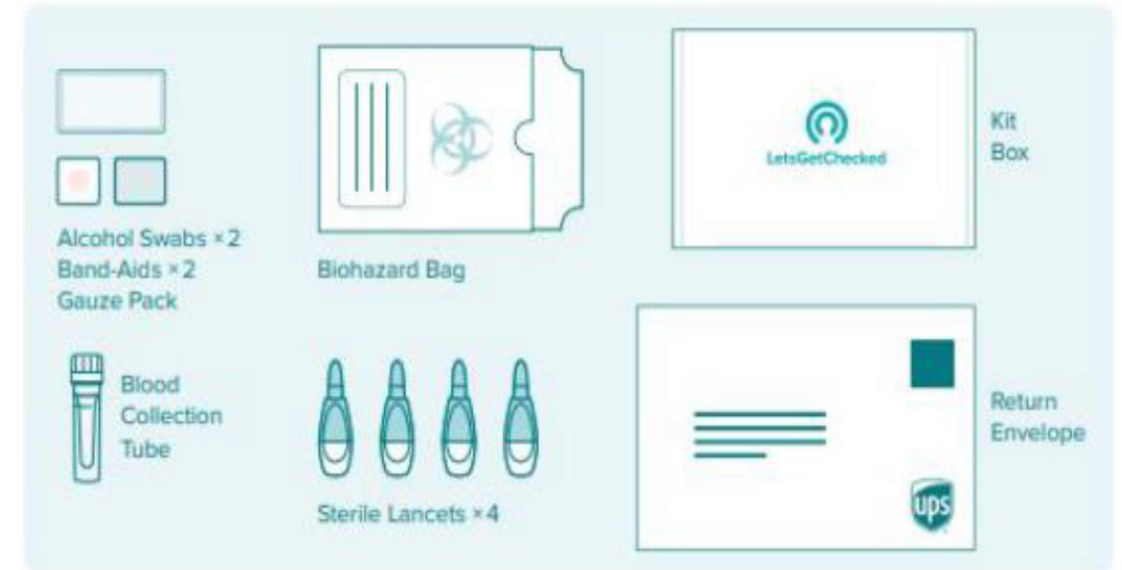 Alcohol Swabs ×2
Band-Aids ×2
Gauze Pack
Biohazard Bag
LetsGetChecked
Kit
Box
Blood
Collection
Tube
Sterile Lancets ×4
Return
Envelope
ups